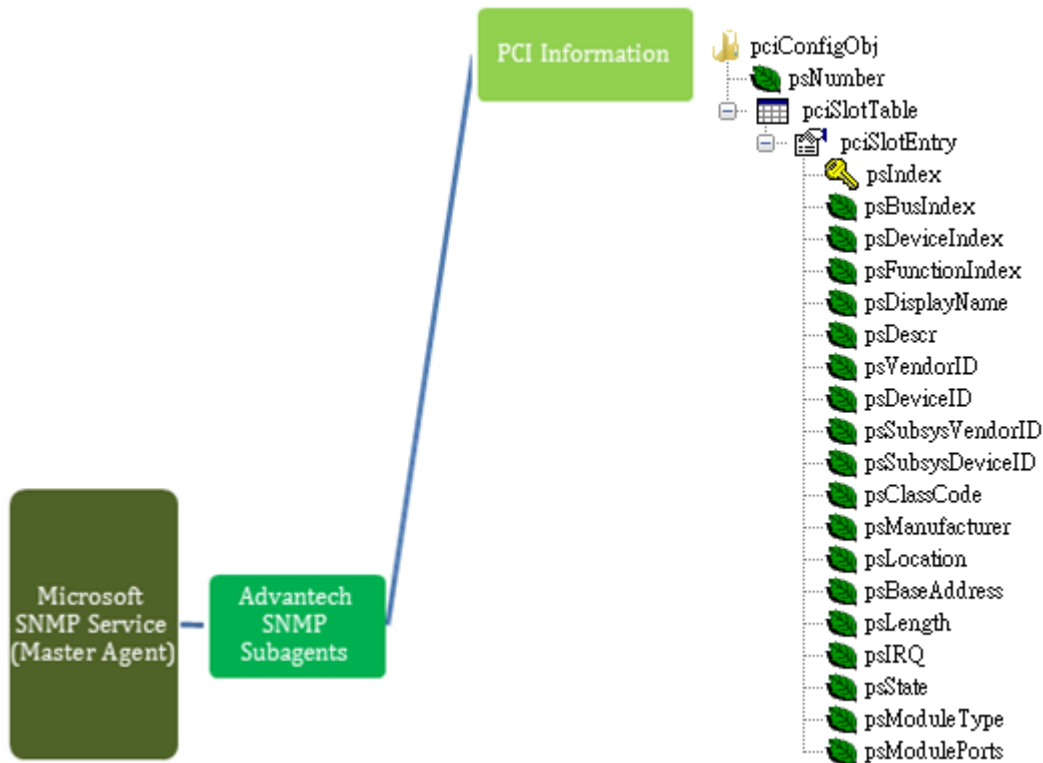 PCI Information
pciConfigObj
psNumber
pciSlotTable
pciSlotEntry
psIndex
psBusIndex
psDeviceIndex
psFunctionIndex
psDisplayName
psDescr
psVendorID
psDeviceID
psSubsysVendorID
psSubsysDeviceID
psClassCode
psManufacturer
psLocation
psBaseAddress
psLength
psIRQ
psState
psModuleType
psModulePorts
Microsoft
SNMP Service
(Master Agent)
Advantech
SNMP
Subagents